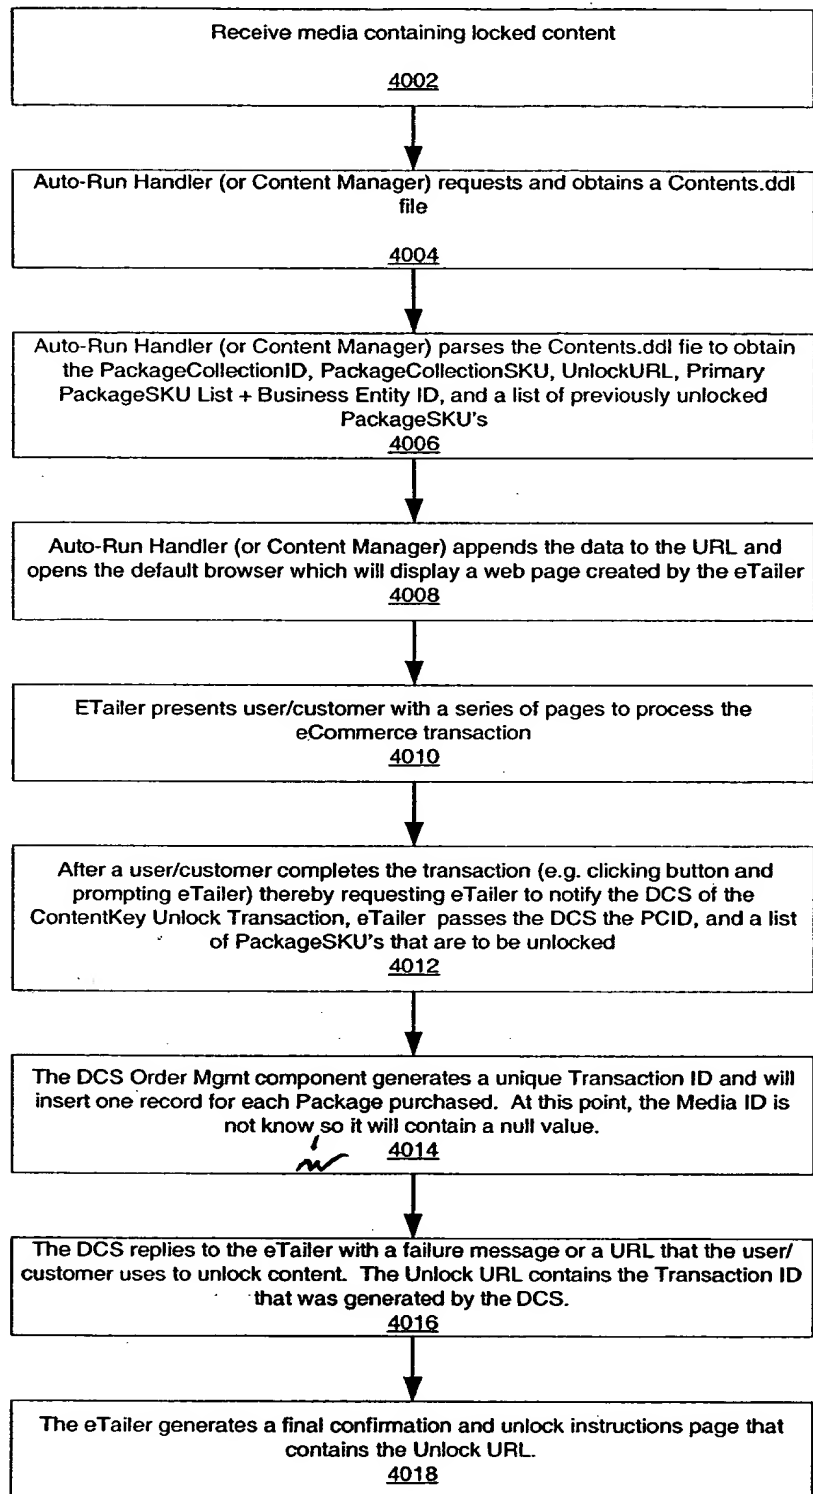 Receive media containing locked content
4002
Auto-Run Handler (or Content Manager) requests and obtains a Contents.ddl
file
4004
Auto-Run Handler (or Content Manager) parses the Contents.ddl fie to obtain
the PackageCollectionID, PackageCollectionSKU, UnlockURL, Primary
PackageSKU List + Business Entity ID, and a list of previously unlocked
PackageSKU's
4006
Auto-Run Handler (or Content Manager) appends the data to the URL and
opens the default browser which will display a web page created by the eTailer
4008
ETailer presents user/customer with a series of pages to process the
eCommerce transaction
4010
After a user/customer completes the transaction (e.g. clicking button and
prompting eTailer) thereby requesting eTailer to notify the DCS of the
ContentKey Unlock Transaction, eTailer passes the DCS the PCID, and a list
of PackageSKU's that are to be unlocked
4012
The DCS Order Mgmt component generates a unique Transaction ID and will
insert one record for each Package purchased. At this point, the Media ID is
not know so it will contain a null value.
4014
The DCS replies to the eTailer with a failure message or a URL that the user/
customer uses to unlock content. The Unlock URL contains the Transaction ID
that was generated by the DCS.
4016
The eTailer generates a final confirmation and unlock instructions page that
contains the Unlock URL.
4018